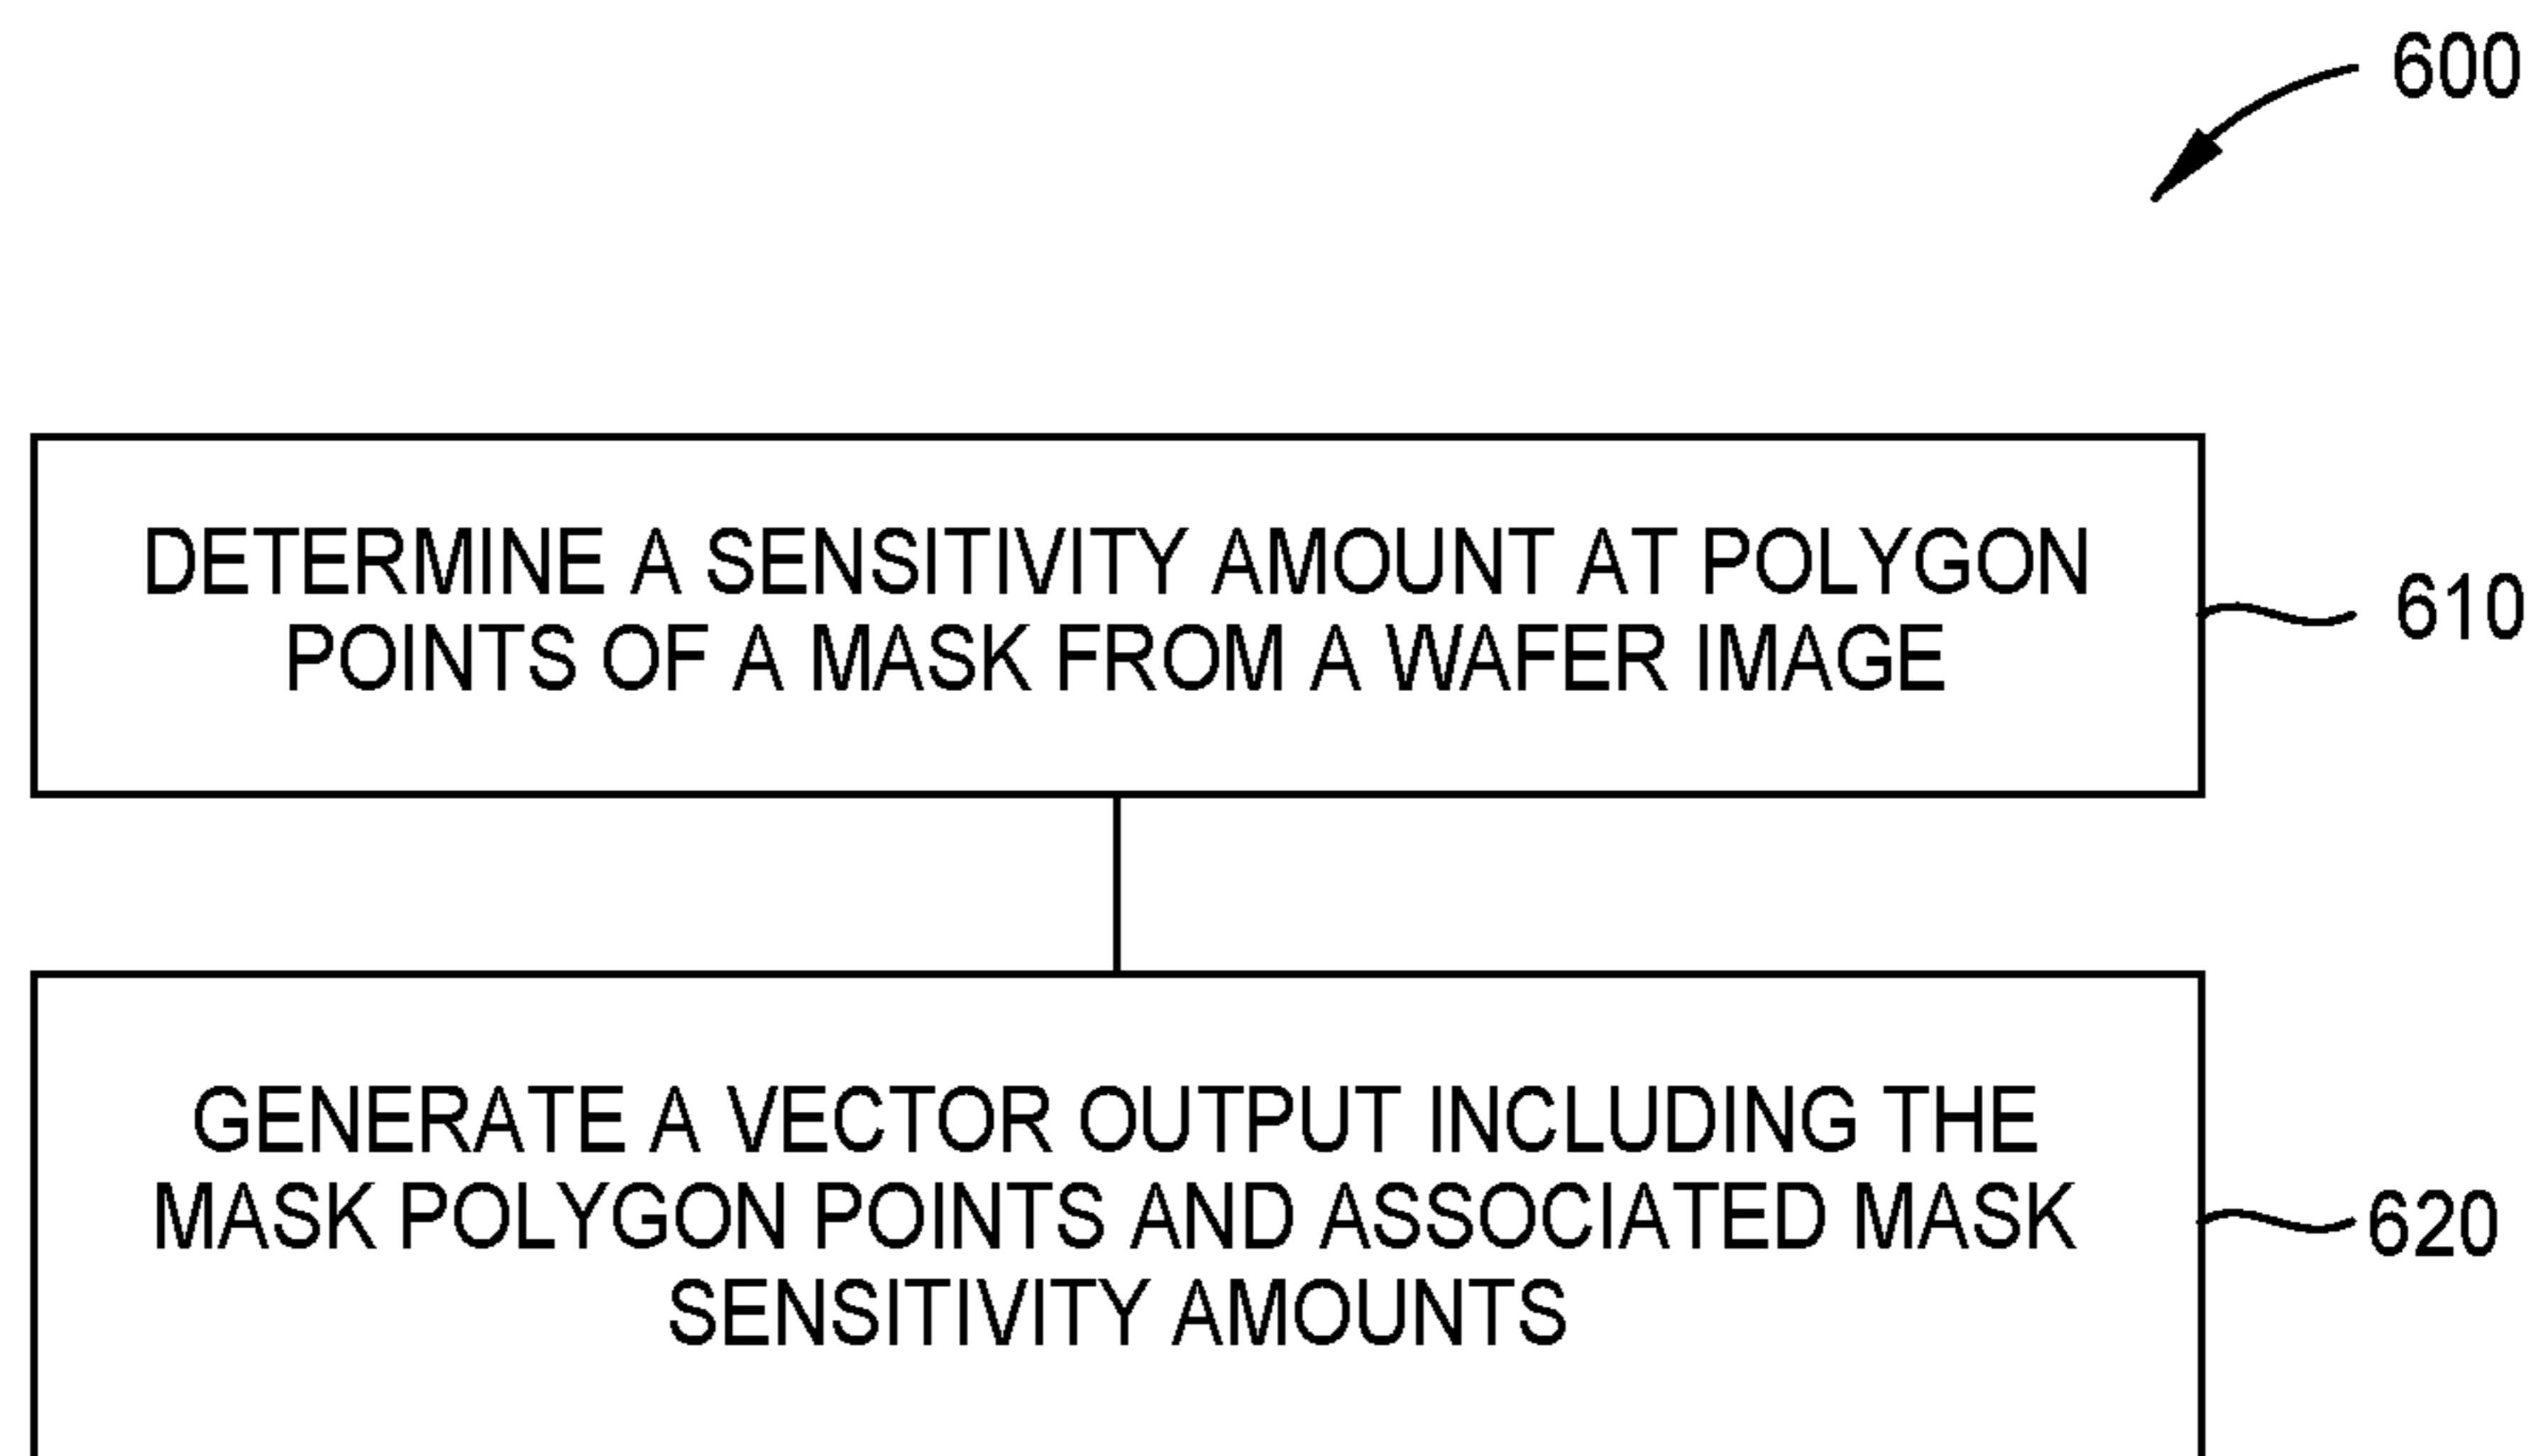 600
DETERMINE A SENSITIVITY AMOUNT AT POLYGON
POINTS OF A MASK FROM A WAFER IMAGE
610
GENERATE A VECTOR OUTPUT INCLUDING THE
MASK POLYGON POINTS AND ASSOCIATED MASK
SENSITIVITY AMOUNTS
620